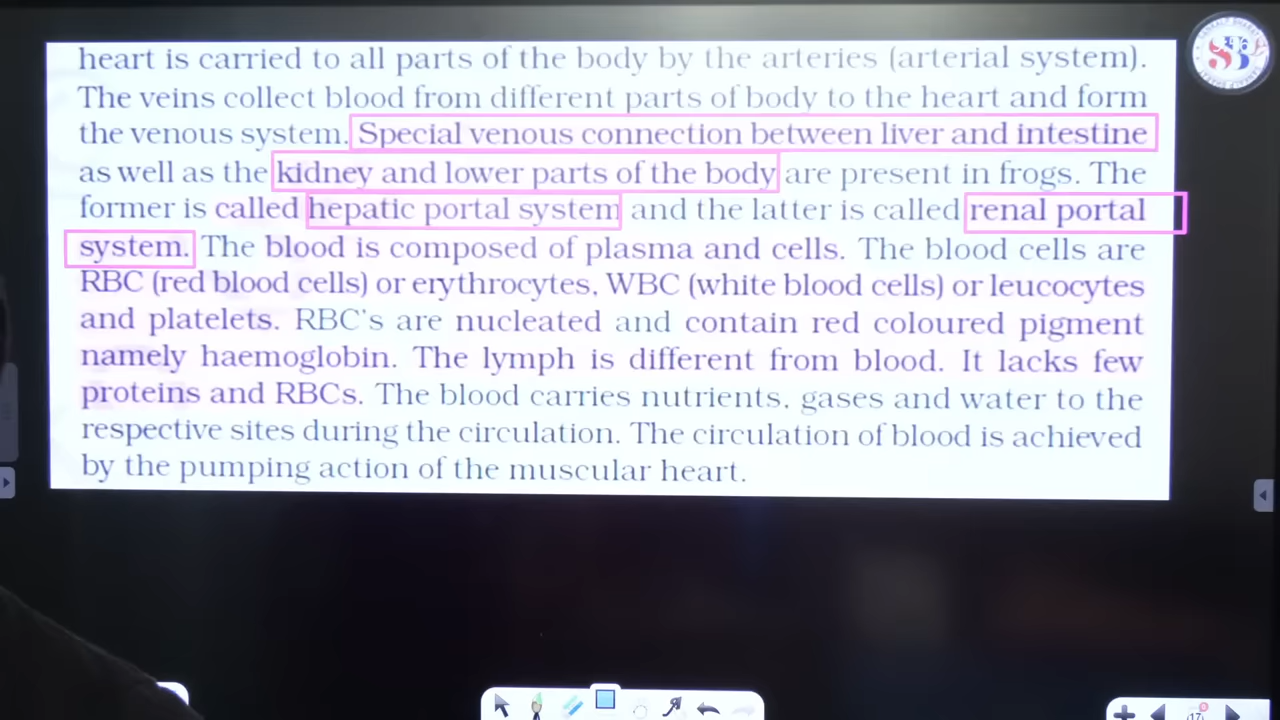 heart is carried to all parts of the body by the arteries (arterial system).
The veins collect blood from different parts of body to the heart and form
the venous system. Special venous connection between liver and intestine
as well as the kidney and lower parts of the body are present in frogs. The
former is called hepatic portal system and the latter is called renal portal
system. The blood is composed of plasma and cells. The blood cells are
RBC (red blood cells) or erythrocytes, WBC (white blood cells) or leucocytes
and platelets. RBC's are nucleated and contain red coloured pigment
namely haemoglobin. The lymph is different from blood. It lacks few
proteins and RBCs. The blood carries nutrients, gases and water to the
respective sites during the circulation. The circulation of blood is achieved
by the pumping action of the muscular heart.